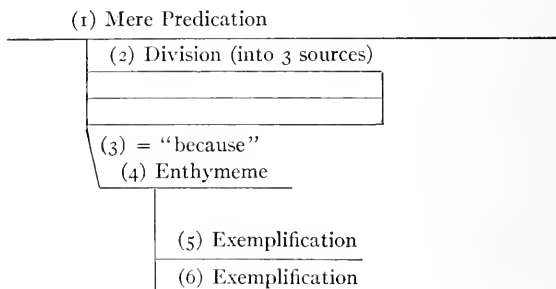 (1) Mere Predication
(2) Division (into 3 sources)
(3) = “because”
(4) Enthymeme
(5) Exemplification
(6) Exemplification